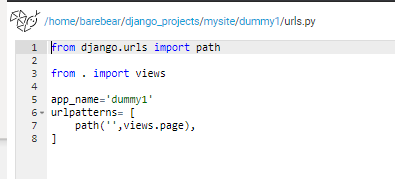 /home/barebear/django_projects/mysite/dummy1/urls.py
1 from django.urls import path
2
3 from . import views
4
5 app_name='dummy1'
6 urlpatterns= [
7     path('',views.page),
8 ]